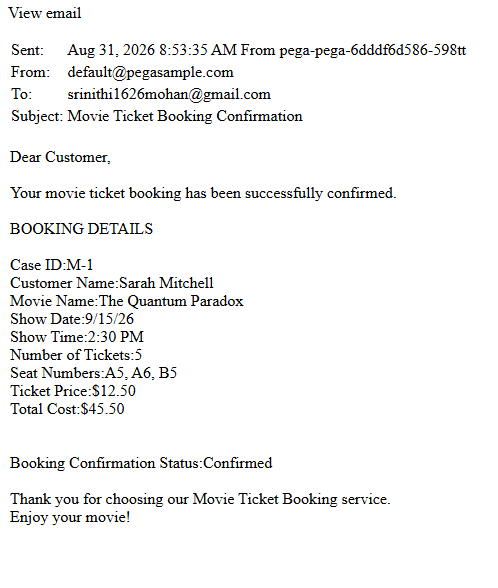 View email
Sent: Aug 31, 2026 8:53:35 AM From pega-pega-6dddf6d586-598tt
From: default@pegasample.com
To: srinithi1626mohan@gmail.com
Subject: Movie Ticket Booking Confirmation
Dear Customer,
Your movie ticket booking has been successfully confirmed.
BOOKING DETAILS
Case ID:M-1
Customer Name:Sarah Mitchell
Movie Name:The Quantum Paradox
Show Date:9/15/26
Show Time:2:30 PM
Number of Tickets:5
Seat Numbers:A5, A6, B5
Ticket Price:$12.50
Total Cost:$45.50
Booking Confirmation Status:Confirmed
Thank you for choosing our Movie Ticket Booking service.
Enjoy your movie!